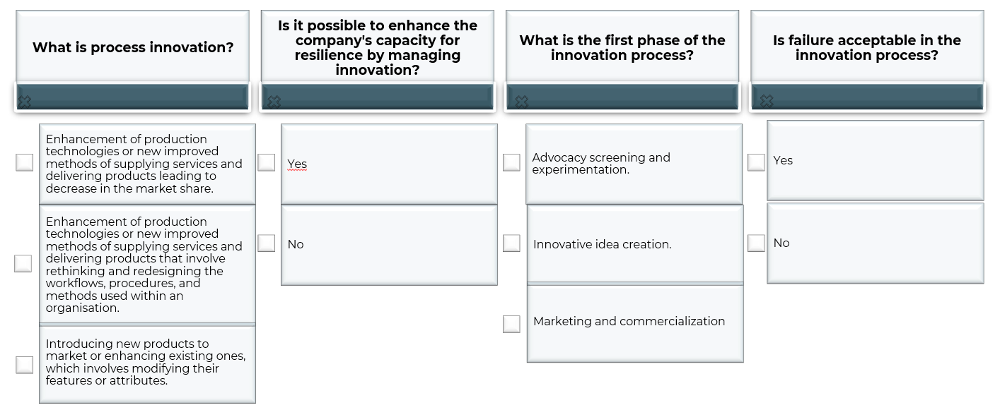 What is process innovation?
Is it possible to enhance the
company's capacity for
resilience by managing
innovation?
What is the first phase of the
innovation process?
Is failure acceptable in the
innovation process?
Enhancement of production
technologies or new improved
methods of supplying services and
delivering products leading to
decrease in the market share.
Enhancement of production
technologies or new improved
methods of supplying services and
delivering products that involve
rethinking and redesigning the
workflows, procedures, and
methods used within an
organisation.
Introducing new products to
market or enhancing existing ones,
which involves modifying their
features or attributes.
Yes
No
Advocacy screening and
experimentation.
Innovative idea creation.
Marketing and commercialization
Yes
No